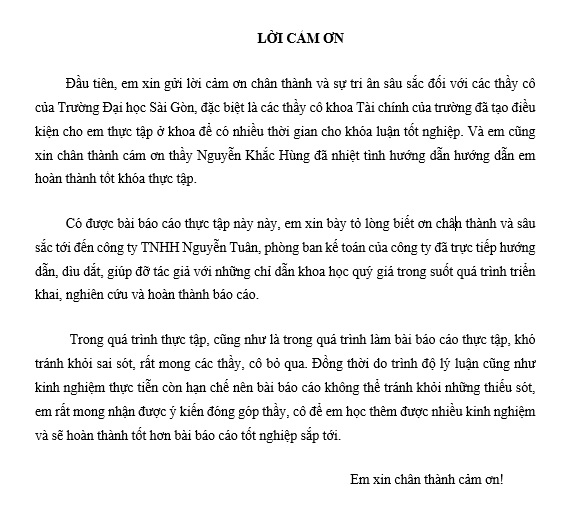 LỜI CẢM ƠN
Đầu tiên, em xin gửi lời cảm ơn chân thành và sự tri ân sâu sắc đối với các thầy cô
của Trường Đại học Sài Gòn, đặc biệt là các thầy cô khoa Tài chính của trường đã tạo điều
kiện cho em thực tập ở khoa để có nhiều thời gian cho khóa luận tốt nghiệp. Và em cũng
xin chân thành cám ơn thầy Nguyễn Khắc Hùng đã nhiệt tình hướng dẫn hướng dẫn em
hoàn thành tốt khóa thực tập.
Có được bài báo cáo thực tập này này, em xin bày tỏ lòng biết ơn chân thành và sâu
sắc tới đến công ty TNHH Nguyễn Tuân, phòng ban kế toán của công ty đã trực tiếp hướng
dẫn, dìu dắt, giúp đỡ tác giả với những chỉ dẫn khoa học quý giá trong suốt quá trình triển
khai, nghiên cứu và hoàn thành báo cáo.
Trong quá trình thực tập, cũng như là trong quá trình làm bài báo cáo thực tập, khó
tránh khỏi sai sót, rất mong các thầy, cô bỏ qua. Đồng thời do trình độ lý luận cũng như
kinh nghiệm thực tiễn còn hạn chế nên bài báo cáo không thể tránh khỏi những thiếu sót,
em rất mong nhận được ý kiến đóng góp thầy, cô để em học thêm được nhiều kinh nghiệm
và sẽ hoàn thành tốt hơn bài báo cáo tốt nghiệp sắp tới.
Em xin chân thành cảm ơn!